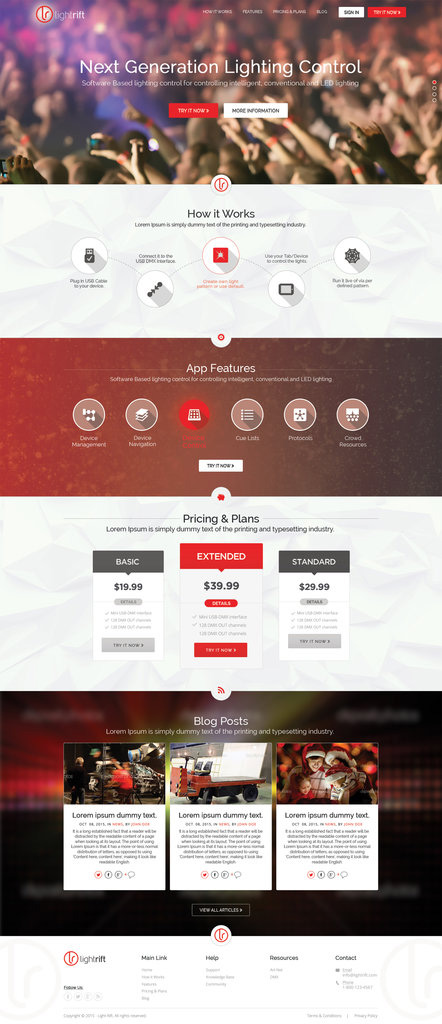 lightrift
HOW IT WORKS
FEATURES
PRICING & PLANS
BLOG
SIGN IN
TRY IT NOW >
Next Generation Lighting Control
Software Based lighting control for controlling intelligent, conventional and LED lighting
TRY IT NOW >
MORE INFORMATION
How it Works
Lorem Ipsum is simply dummy text of the printing and typesetting industry.
Plug In USB Cable
to your device.
Connect it to the
USB DMX interface.
Create own light
pattern or use default.
Use your Tab/Device
to control the lights.
Run it live of via per
defined pattern.
App Features
Software Based lighting control for controlling intelligent, conventional and LED lighting
Device
Management
Device
Navigation
Cue Lists
Protocols
Crowd
Resources
TRY IT NOW >
Pricing & Plans
Lorem Ipsum is simply dummy text of the printing and typesetting industry.
BASIC
$19.99
DETAILS
Mini USB DMX interface
128 DMX OUT channels
128 DMX OUT channels
TRY IT NOW >
EXTENDED
$39.99
DETAILS
Mini USB DMX interface
128 DMX OUT channels
128 DMX OUT channels
TRY IT NOW >
STANDARD
$29.99
DETAILS
Mini USB DMX interface
128 DMX OUT channels
128 DMX OUT channels
TRY IT NOW >
Blog Posts
Lorem Ipsum is simply dummy text of the printing and typesetting industry.
Lorem ipsum dummy text.
OCT 08, 2015, IN NEWS, BY JOHN DOE
It is a long established fact that a reader will be
distracted by the readable content of a page
when looking at its layout. The point of using
Lorem Ipsum is that it has a more-or-less
normal distribution of letters, as opposed to using
'Content here, content here', making it look like
readable English
Lorem ipsum dummy text.
OCT 08, 2015, IN NEWS, BY JOHN DOE
It is a long established fact that a reader will be
distracted by the readable content of a page
when looking at its layout. The point of using
Lorem Ipsum is that it has a more-or-less
normal distribution of letters, as opposed to using
'Content here, content here', making it look like
readable English
Lorem ipsum dummy text.
OCT 08, 2015, IN NEWS, BY JOHN DOE
It is a long established fact that a reader will be
distracted by the readable content of a page
when looking at its layout. The point of using
Lorem Ipsum is that it has a more-or-less
normal distribution of letters, as opposed to using
'Content here, content here', making it look like
readable English
VIEW ALL ARTICLES >
lightrift
Follow Us
Main Link
Home
How it Works
Features
Pricing & Plans
Blog
Help
Support
Knowledge Base
Community
Resources
Art-Net
DMX
Contact
Email
info@lightrift.com
Phone
1-800-123-4567
Copyright © 2015 - Light Rift. All rights reserved.
Terms & Conditions | Privacy Policy